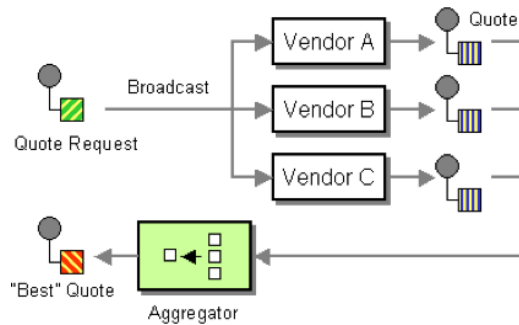 Vendor A
Quote
Broadcast
Vendor B
Quote Request
Vendor C
"Best" Quote
Aggregator